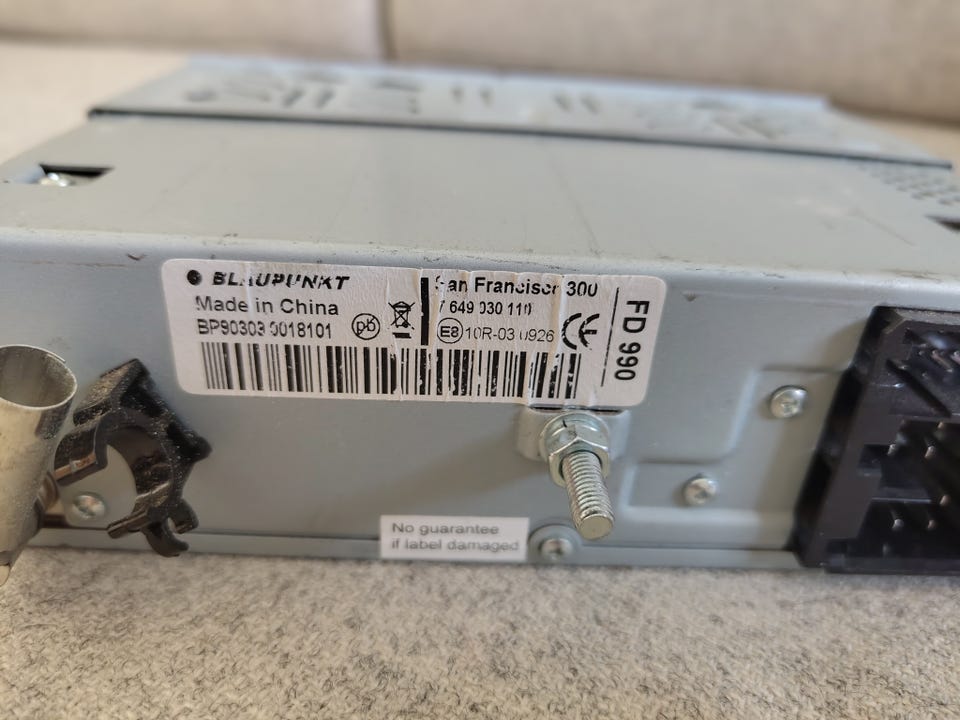 BLAUPUNKT
Made in China
BP90303 0018101
pb
San Francisco 300
7 649 030 110
E8 10R-03 0926 CE
FD 990
No guarantee
if label damaged